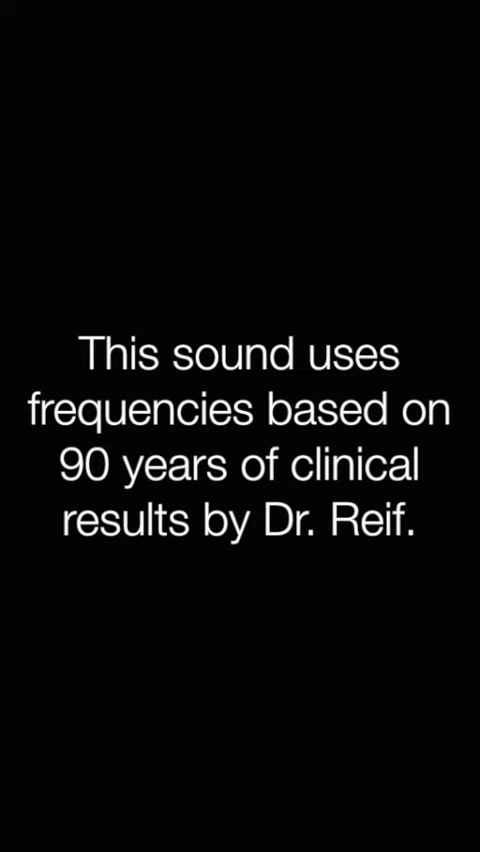 This sound uses
frequencies based on
90 years of clinical
results by Dr. Reif.